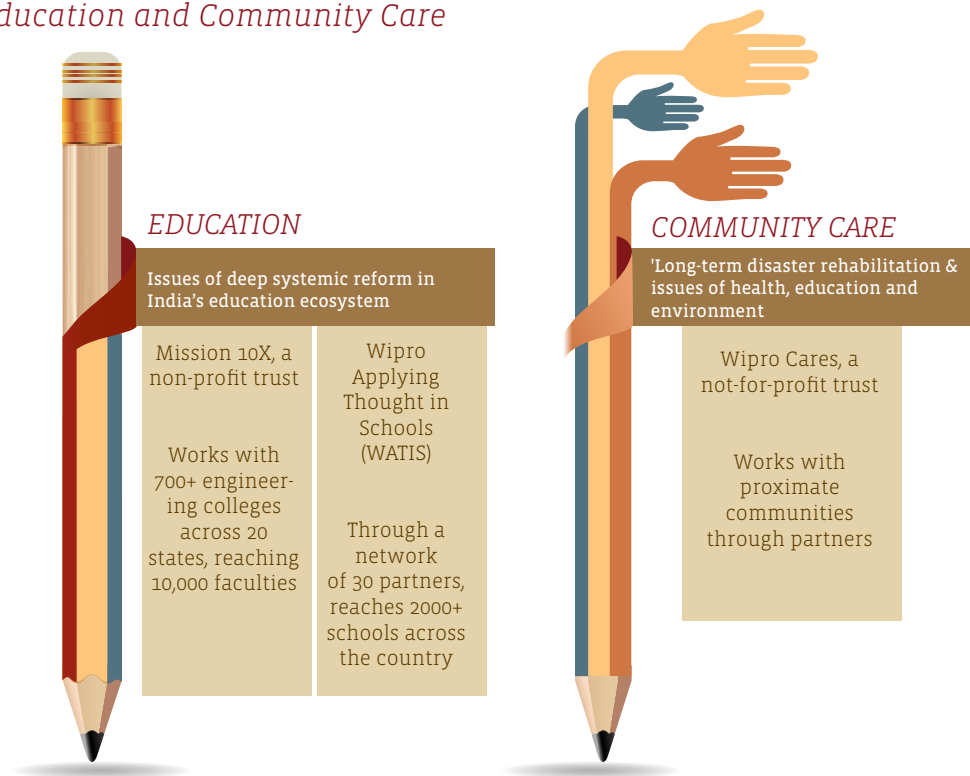 ducation and Community Care
EDUCATION
Issues of deep systemic reform in
India's education ecosystem
Mission 10X, a
non-profit trust
Works with
700+ engineer-
ing colleges
across 20
states, reaching
10,000 faculties
Wipro
Applying
Thought in
Schools
(WATIS)
Through a
network
of 30 partners,
reaches 2000+
schools across
the country
COMMUNITY CARE
'Long-term disaster rehabilitation &
issues of health, education and
environment
Wipro Cares, a
not-for-profit trust
Works with
proximate
communities
through partners